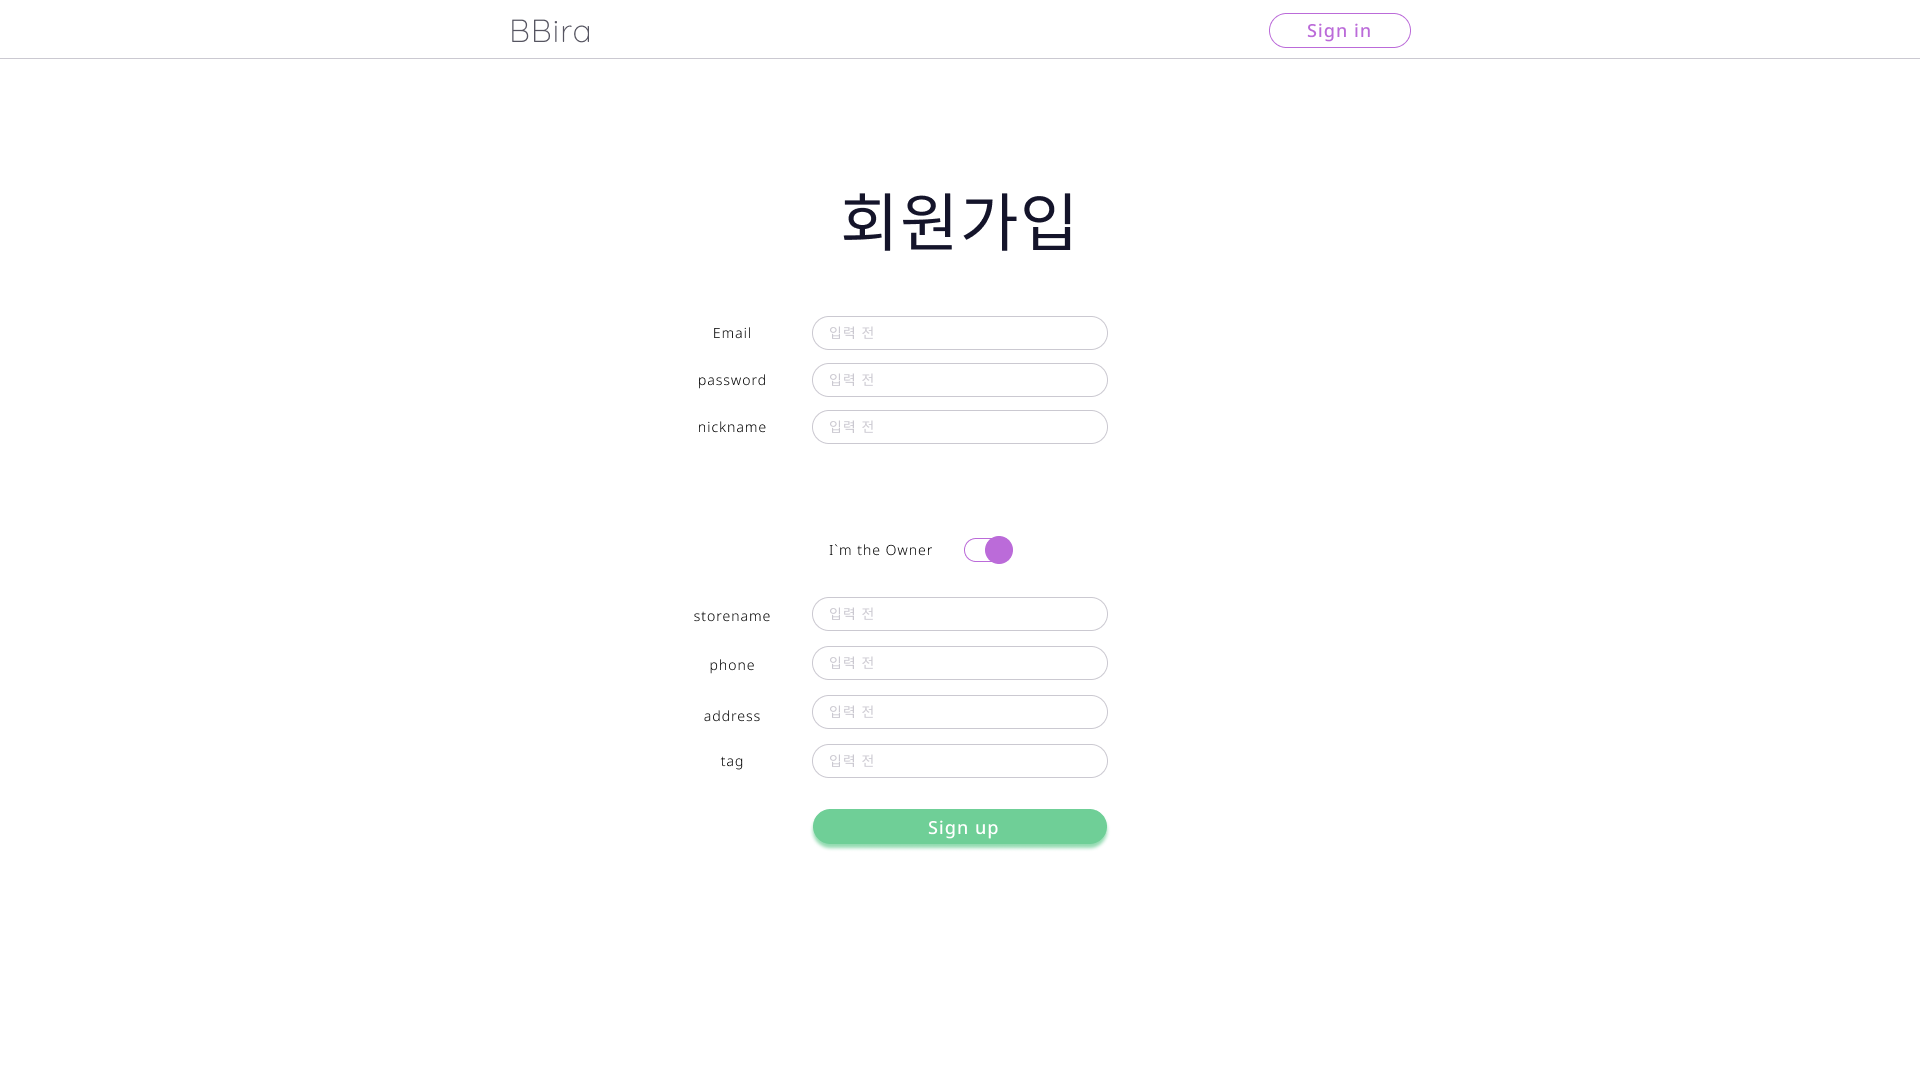 BBira
Sign in
회원가입
Email 입력 전
password 입력 전
nickname 입력 전
I`m the Owner
storename 입력 전
phone 입력 전
address 입력 전
tag 입력 전
Sign up